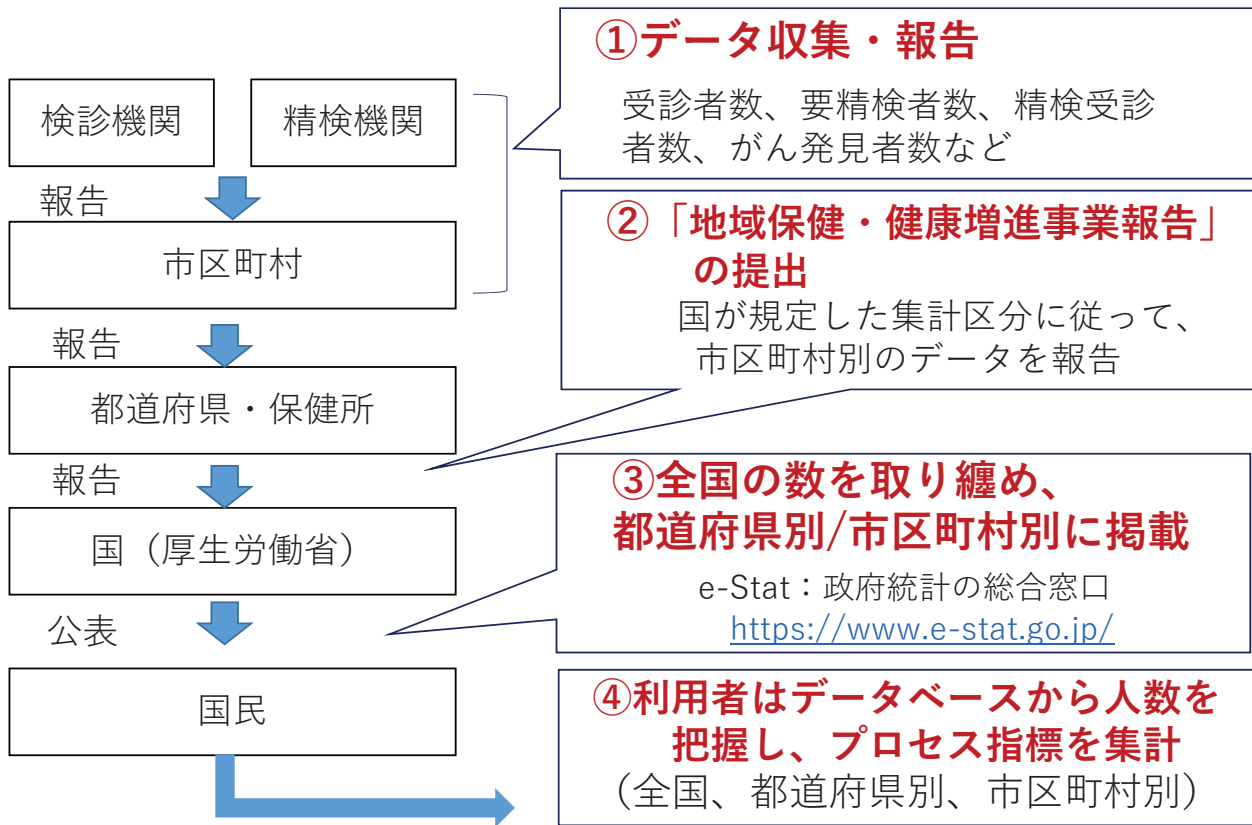 ①データ収集・報告
受診者数、要精検者数、精検受診
者数、がん発見者数など
検診機関
精検機関
報告
市区町村
②「地域保健・健康増進事業報告」
の提出
国が規定した集計区分に従って、
市区町村別のデータを報告
報告
都道府県・保健所
報告
国（厚生労働省）
③全国の数を取り纏め、
都道府県別/市区町村別に掲載
e-Stat：政府統計の総合窓口
https://www.e-stat.go.jp/
公表
国民
④利用者はデータベースから人数を
把握し、プロセス指標を集計
（全国、都道府県別、市区町村別）